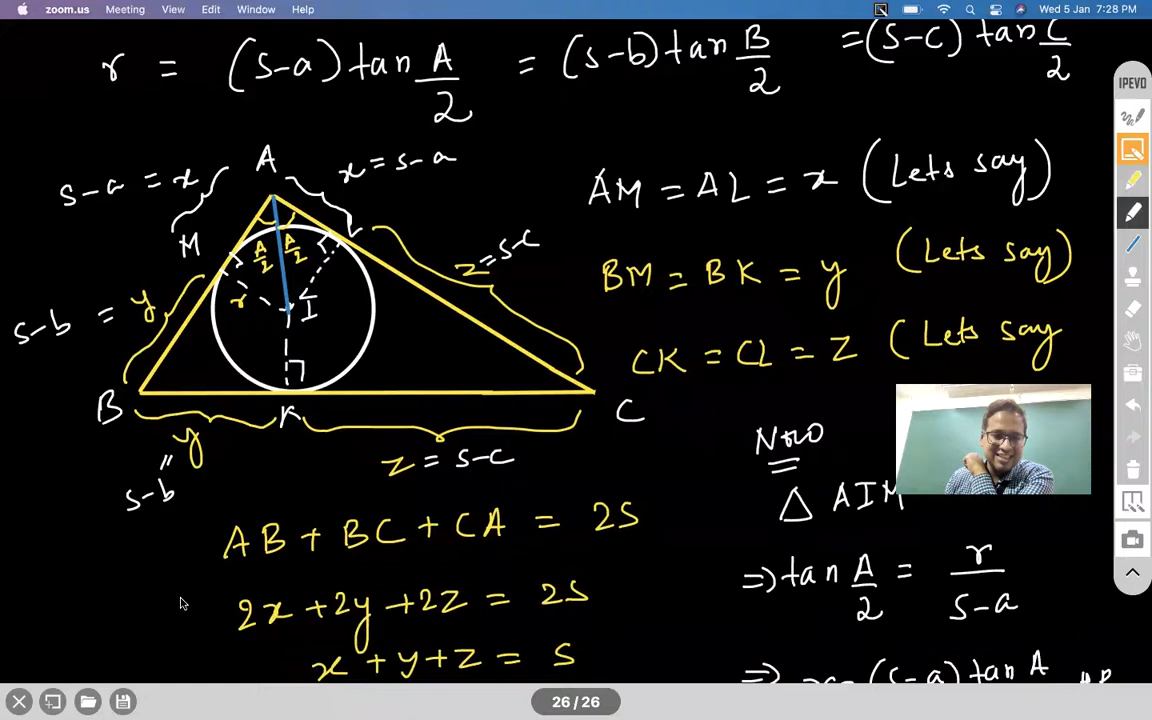 zoom.us Meeting View Edit Window Help Wed 5 Jan 7:28 PM
r = (s-a) tan A/2 = (s-b) tan B/2 = (s-c) tan C/2
IPEVO
A
s-a = x
x = s-a
M
L
A/2 A/2
r
I
z = s-c
s-b = y
B
K
C
y
z = s-c
"
s-b
AM = AL = x (Lets say)
BM = BK = y (Lets say)
CK = CL = z (Lets say
Now
△ AIM
⇒ tan A/2 = r/s-a
AB + BC + CA = 2s
2x + 2y + 2z = 2s
x + y + z = s
⇒ (s-a) tan A
26/26